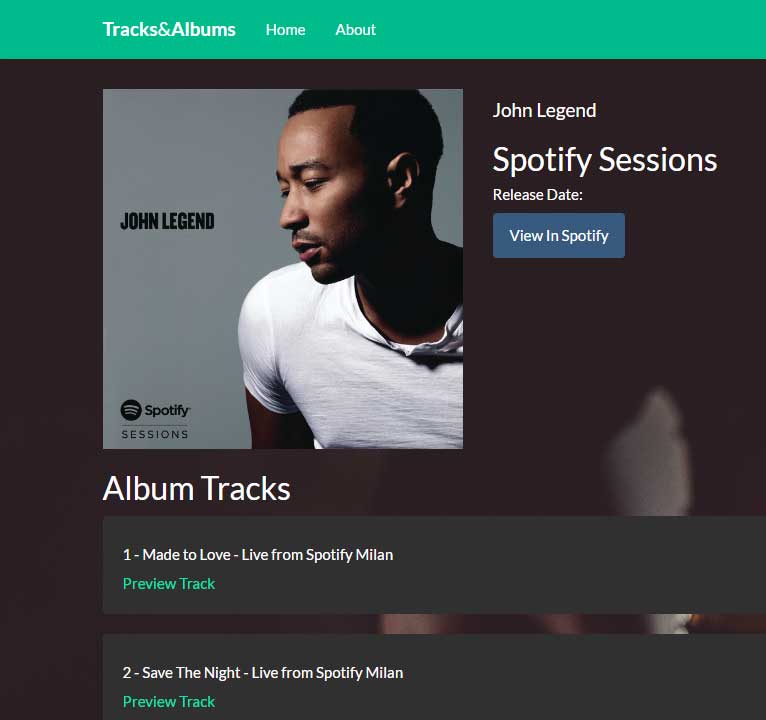 Tracks&Albums Home About
JOHN LEGEND
Spotify
SESSIONS
John Legend
Spotify Sessions
Release Date:
View In Spotify
Album Tracks
1 - Made to Love - Live from Spotify Milan
Preview Track
2 - Save The Night - Live from Spotify Milan
Preview Track